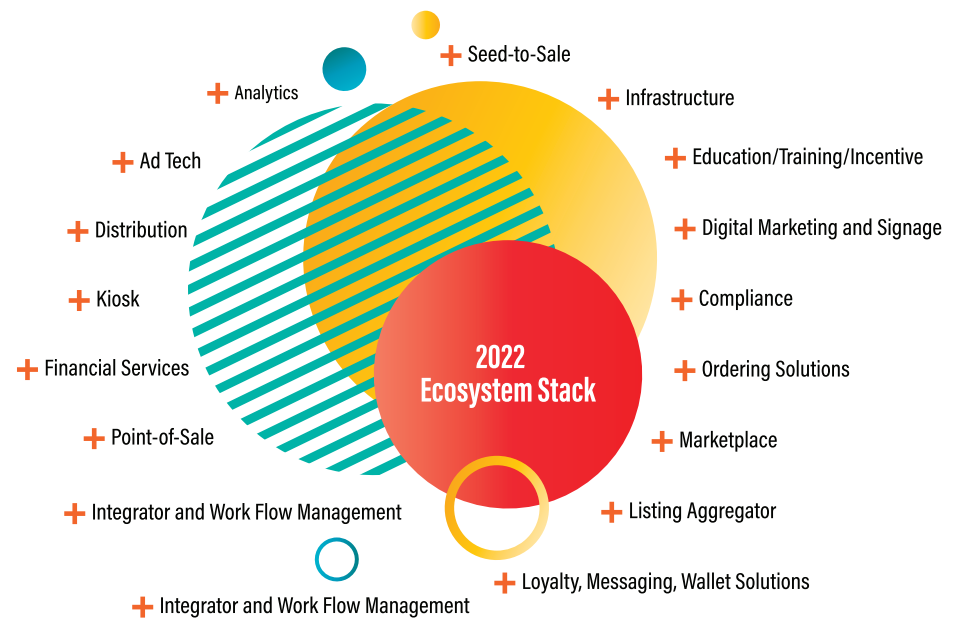 Seed-to-Sale
Analytics
Infrastructure
Ad Tech
Education/Training/Incentive
Distribution
Digital Marketing and Signage
Kiosk
Compliance
2022
Ecosystem Stack
Financial Services
Ordering Solutions
Point-of-Sale
Marketplace
Integrator and Work Flow Management
Listing Aggregator
Loyalty, Messaging, Wallet Solutions
Integrator and Work Flow Management